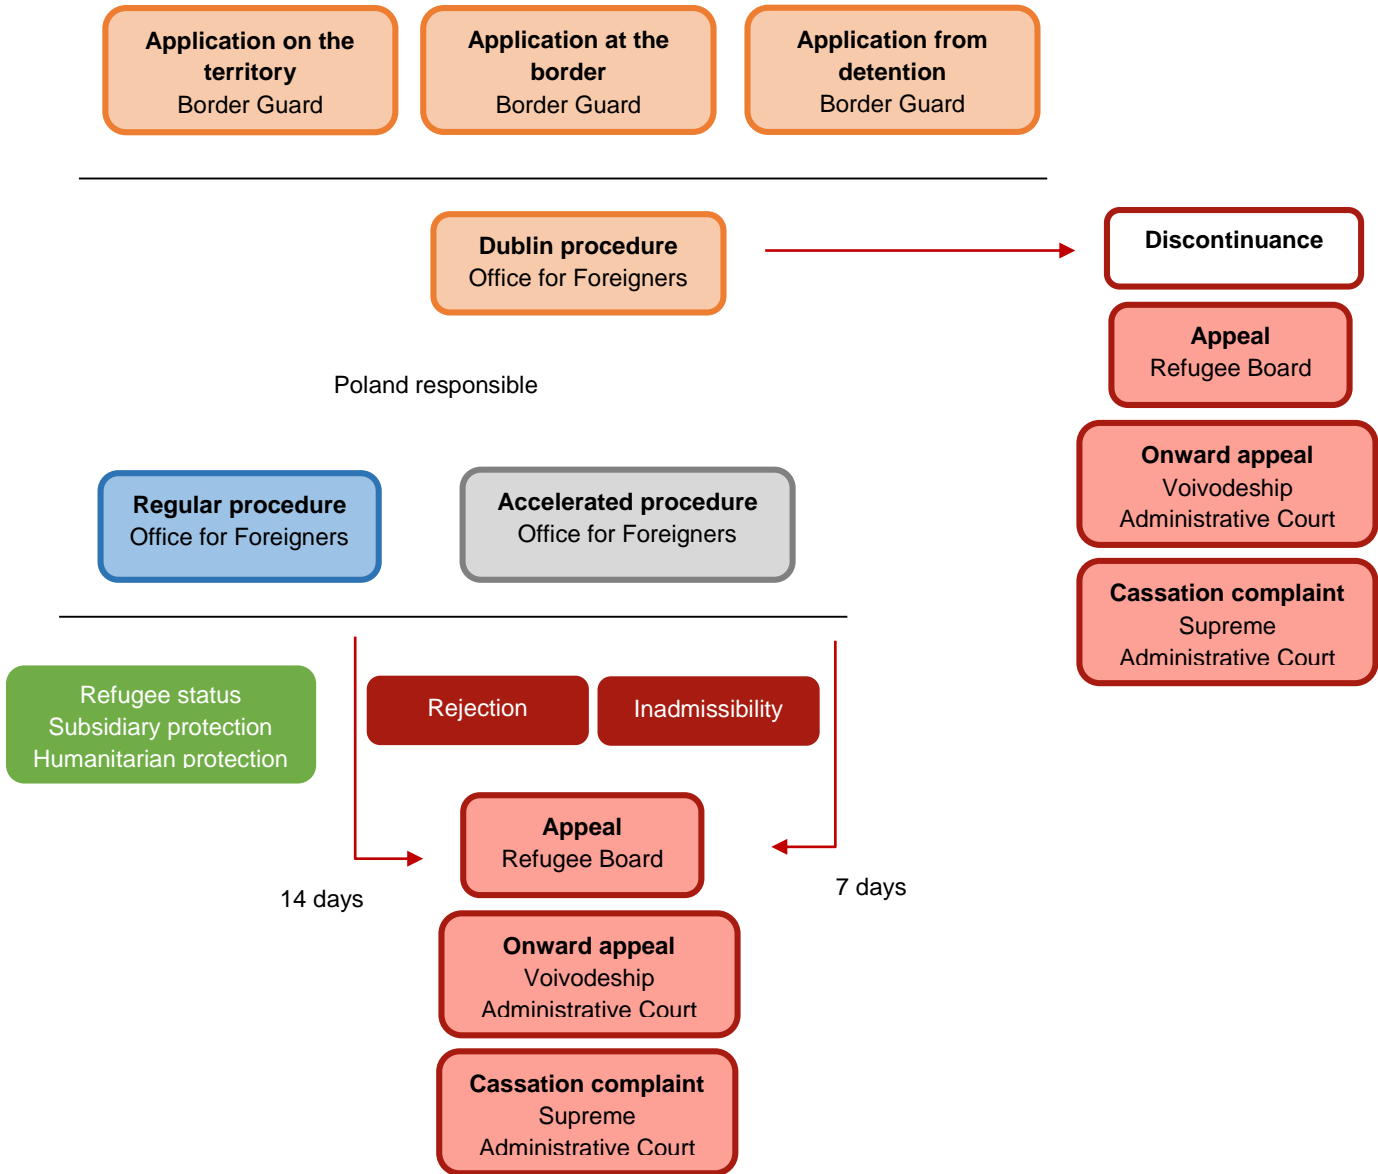 Application on the
territory
Border Guard
Application at the
border
Border Guard
Application from
detention
Border Guard
Dublin procedure
Office for Foreigners
Discontinuance
Appeal
Refugee Board
Onward appeal
Voivodeship
Administrative Court
Cassation complaint
Supreme
Administrative Court
Poland responsible
Regular procedure
Office for Foreigners
Accelerated procedure
Office for Foreigners
Refugee status
Subsidiary protection
Humanitarian protection
Rejection
Inadmissibility
Appeal
Refugee Board
14 days
7 days
Onward appeal
Voivodeship
Administrative Court
Cassation complaint
Supreme
Administrative Court